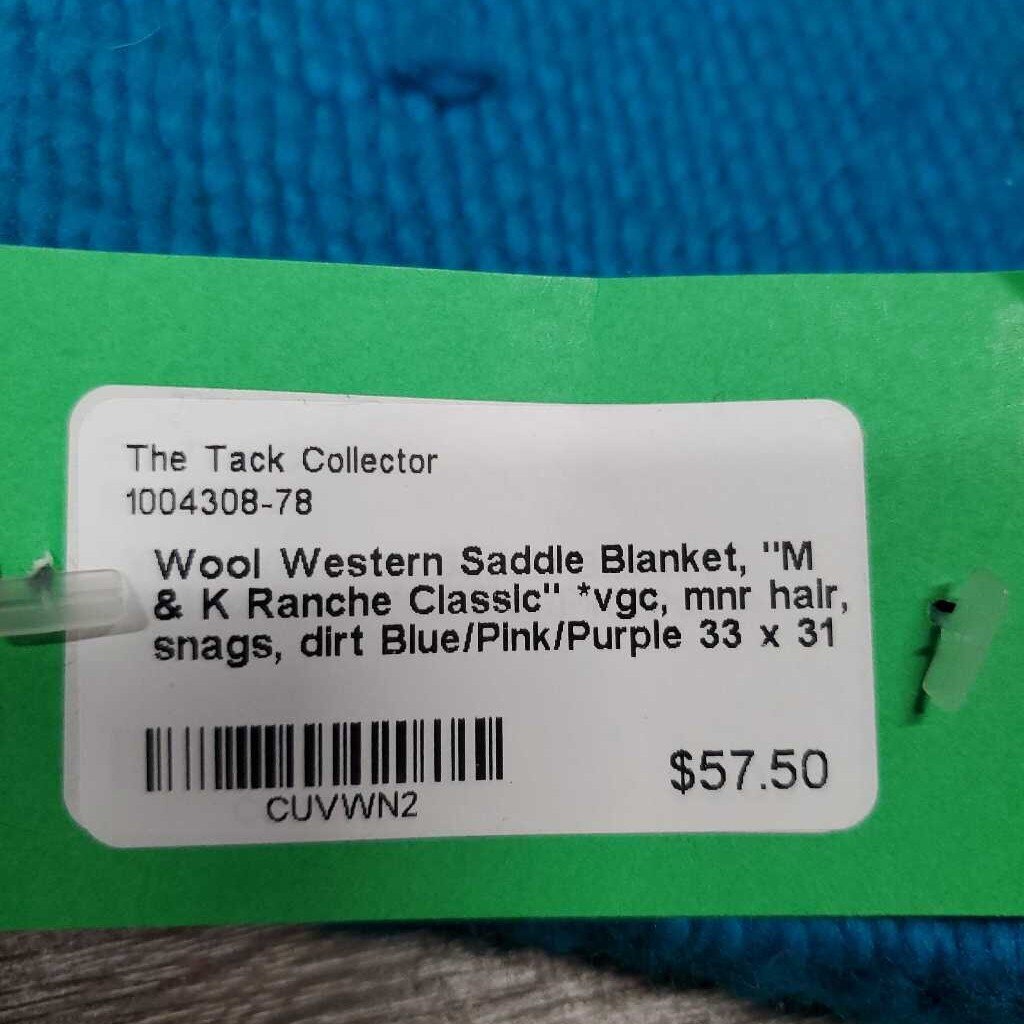 The Tack Collector
1004308-78
Wool Western Saddle Blanket, "M
& K Ranche Classic" *vgc, mnr hair,
snags, dirt Blue/Pink/Purple 33 x 31
CUVWN2
$57.50